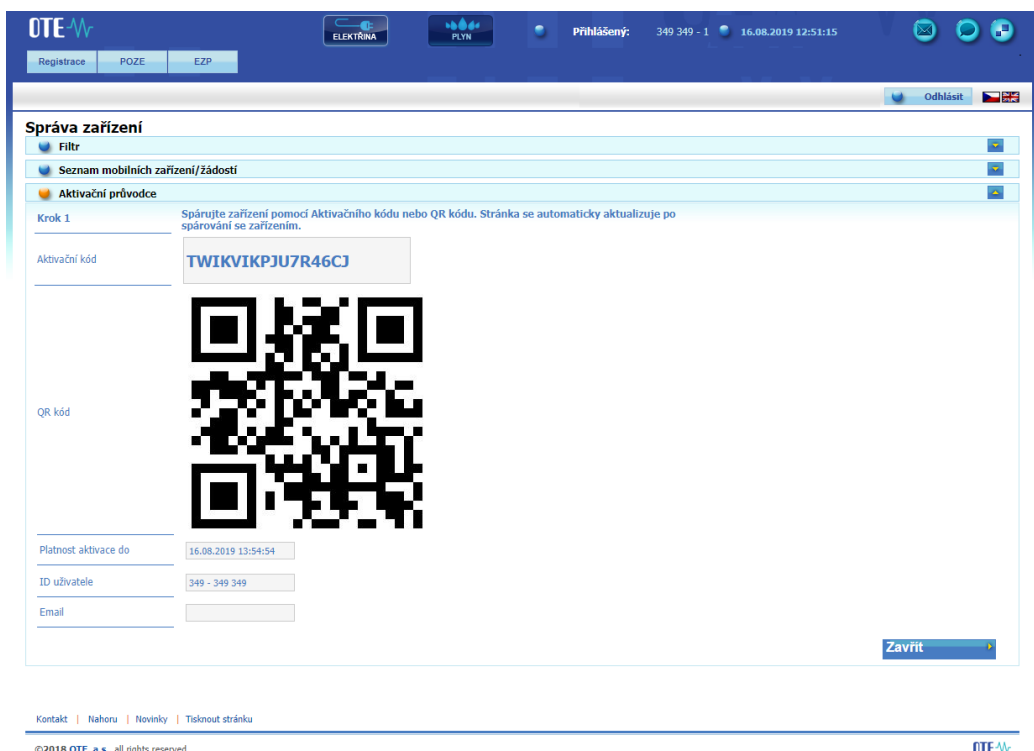 OTE
ELEKTŘINA
PLYN
Přihlášený: 349 349 - 1 16.08.2019 12:51:15
Registrace POZE EZP
Odhlásit
Správa zařízení
Filtr
Seznam mobilních zařízení/žádostí
Aktivační průvodce
Krok 1
Spárujte zařízení pomocí Aktivačního kódu nebo QR kódu. Stránka se automaticky aktualizuje po
spárování se zařízením.
Aktivační kód TWIKVIKPJU7R46CJ
QR kód
Platnost aktivace do 16.08.2019 13:54:54
ID uživatele 349 - 349 349
Email
Zavřít
Kontakt | Nahoru | Novinky | Tisknout stránku
©2018 OTE, a.s. all rights reserved
OTE